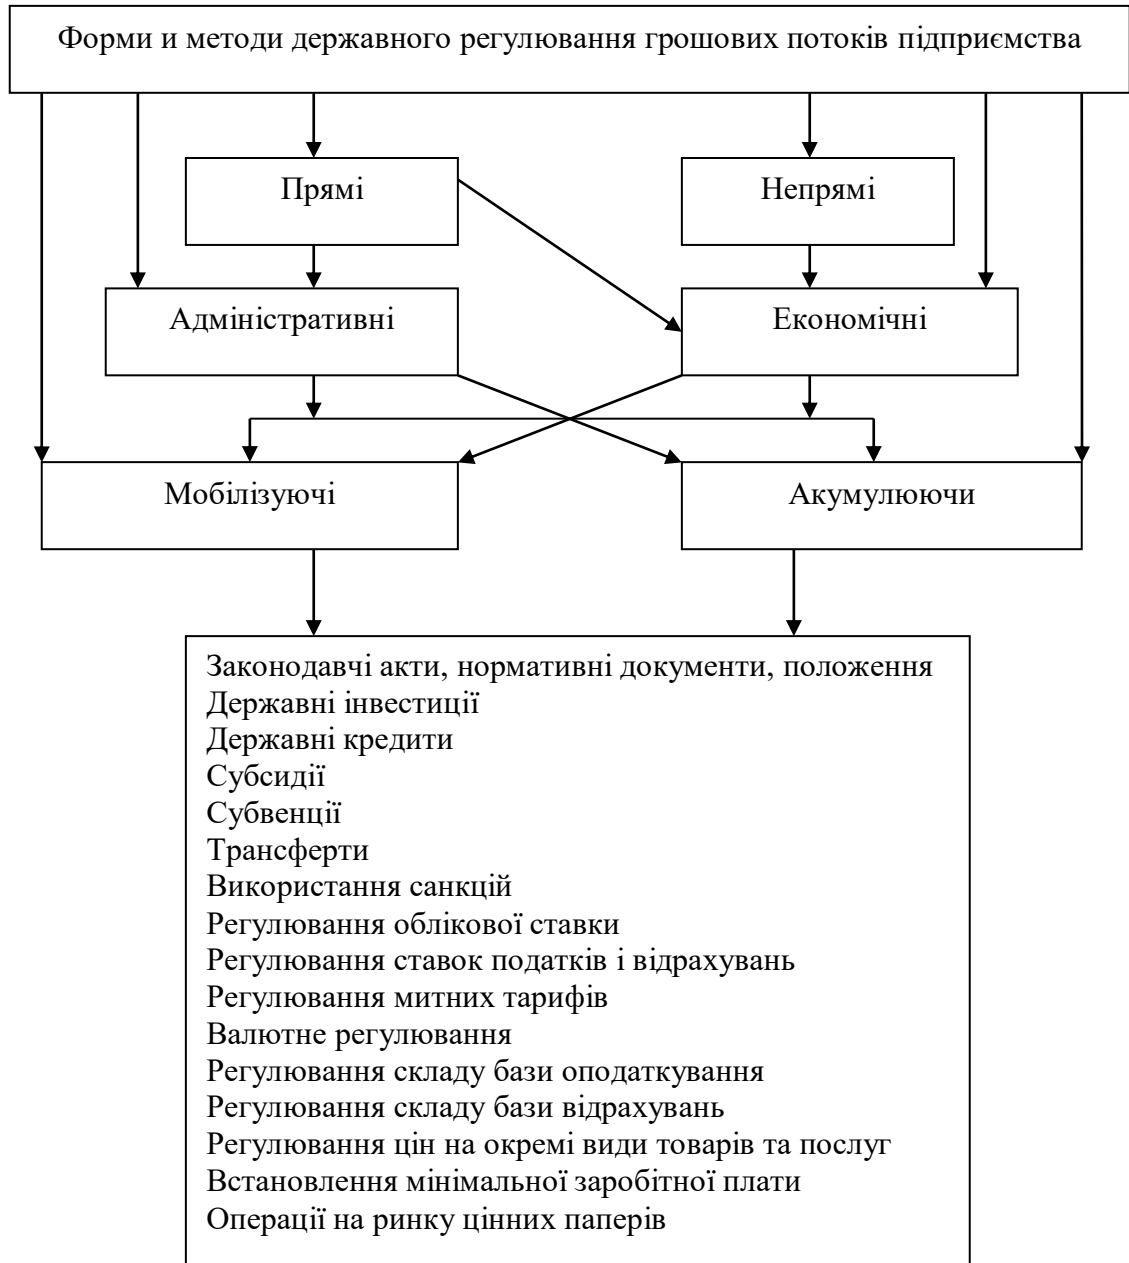 Форми и методи державного регулювання грошових потоків підприємства
Прямі
Непрямі
Адміністративні
Економічні
Мобілізуючі
Акумулюючи
Законодавчі акти, нормативні документи, положення
Державні інвестиції
Державні кредити
Субсидії
Субвенції
Трансферти
Використання санкцій
Регулювання облікової ставки
Регулювання ставок податків і відрахувань
Регулювання митних тарифів
Валютне регулювання
Регулювання складу бази оподаткування
Регулювання складу бази відрахувань
Регулювання цін на окремі види товарів та послуг
Встановлення мінімальної заробітної плати
Операції на ринку цінних паперів